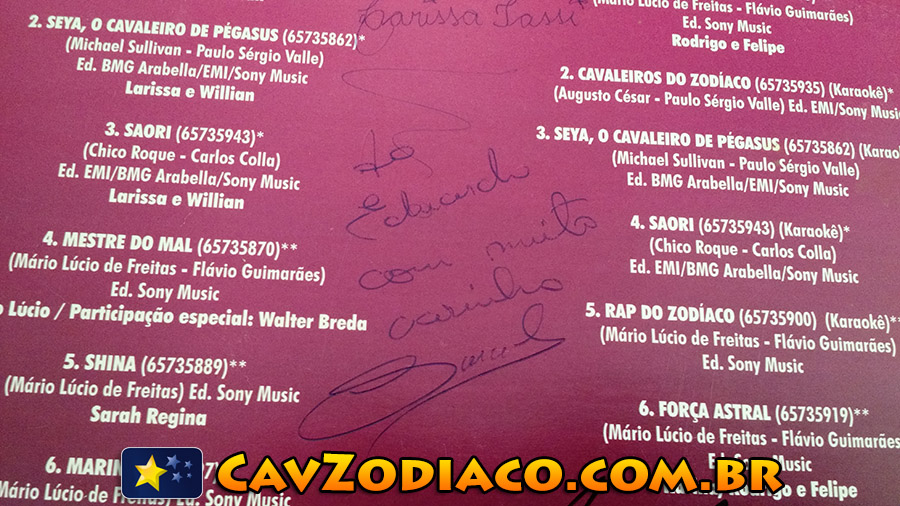 2. SEYA, O CAVALEIRO DE PÉGASUS (65735862)*
(Michael Sullivan - Paulo Sérgio Valle)
Ed. BMG Arabella/EMI/Sony Music
Larissa e Willian
3. SAORI (65735943)*
(Chico Roque - Carlos Colla)
Ed. EMI/BMG Arabella/Sony Music
Larissa e Willian
4. MESTRE DO MAL (65735870)**
(Mário Lúcio de Freitas - Flávio Guimarães)
Ed. Sony Music
Lúcio / Participação especial: Walter Breda
5. SHINA (65735889)**
(Mário Lúcio de Freitas) Ed. Sony Music
Sarah Regina
6. MARIN
Mário Lúcio de Freitas) Ed. Sony Music
Larissa Tassi
Eduardo
com muito
carinho
(Mário Lúcio de Freitas - Flávio Guimarães)
Ed. Sony Music
Rodrigo e Felipe
2. CAVALEIROS DO ZODÍACO (65735935) (Karaokê)*
(Augusto César - Paulo Sérgio Valle) Ed. EMI/Sony Music
3. SEYA, O CAVALEIRO DE PÉGASUS (65735862) (Karao
(Michael Sullivan - Paulo Sérgio Valle)
Ed. BMG Arabella/EMI/Sony Music
4. SAORI (65735943) (Karaokê)*
(Chico Roque - Carlos Colla)
Ed. EMI/BMG Arabella/Sony Music
5. RAP DO ZODÍACO (65735900) (Karaokê)**
(Mário Lúcio de Freitas - Flávio Guimarães)
Ed. Sony Music
6. FORÇA ASTRAL (65735919)**
(Mário Lúcio de Freitas - Flávio Guimarães)
Ed. Sony Music
Rodrigo e Felipe
CAVZODIACO.COM.BR